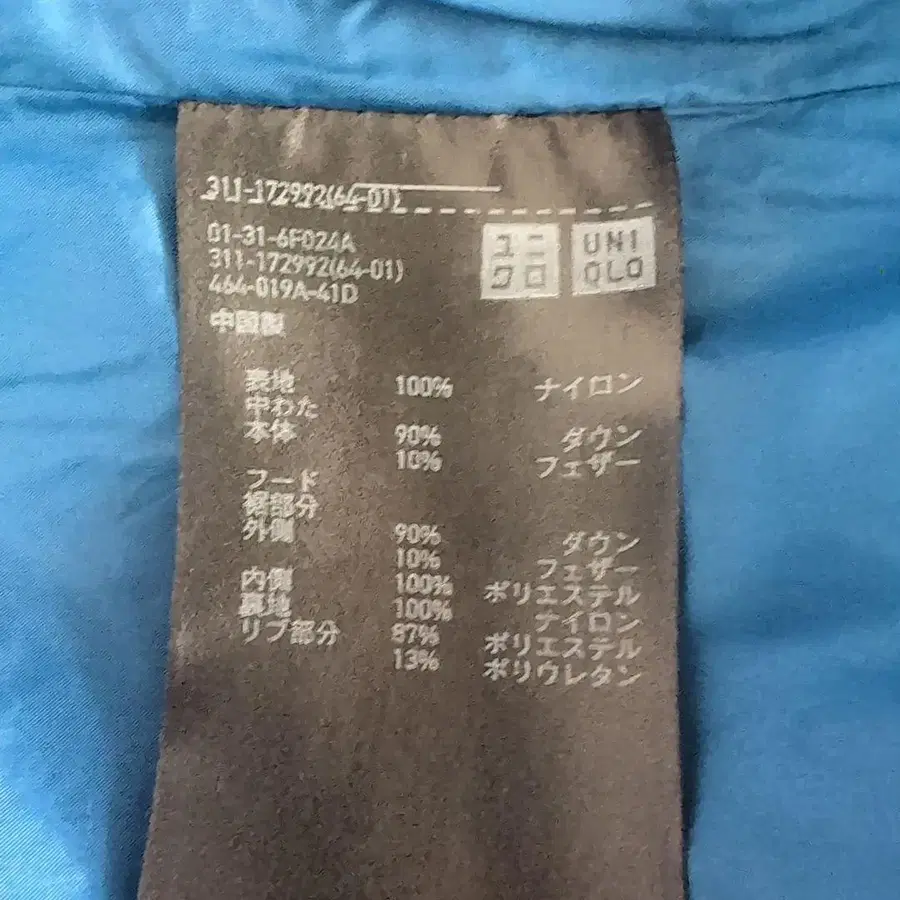 311-172992(64-01)
01-31-6F024A
311-172992(64-01)
464-019A-41D
中国製
ユニ
クロ
UNI
QLO
表地 100% ナイロン
中わた
本体 90% ダウン
10% フェザー
フード
裾部分
外側 90% ダウン
10% フェザー
内側 100% ポリエステル
裏地 100% ナイロン
リブ部分 87% ポリエステル
13% ポリウレタン